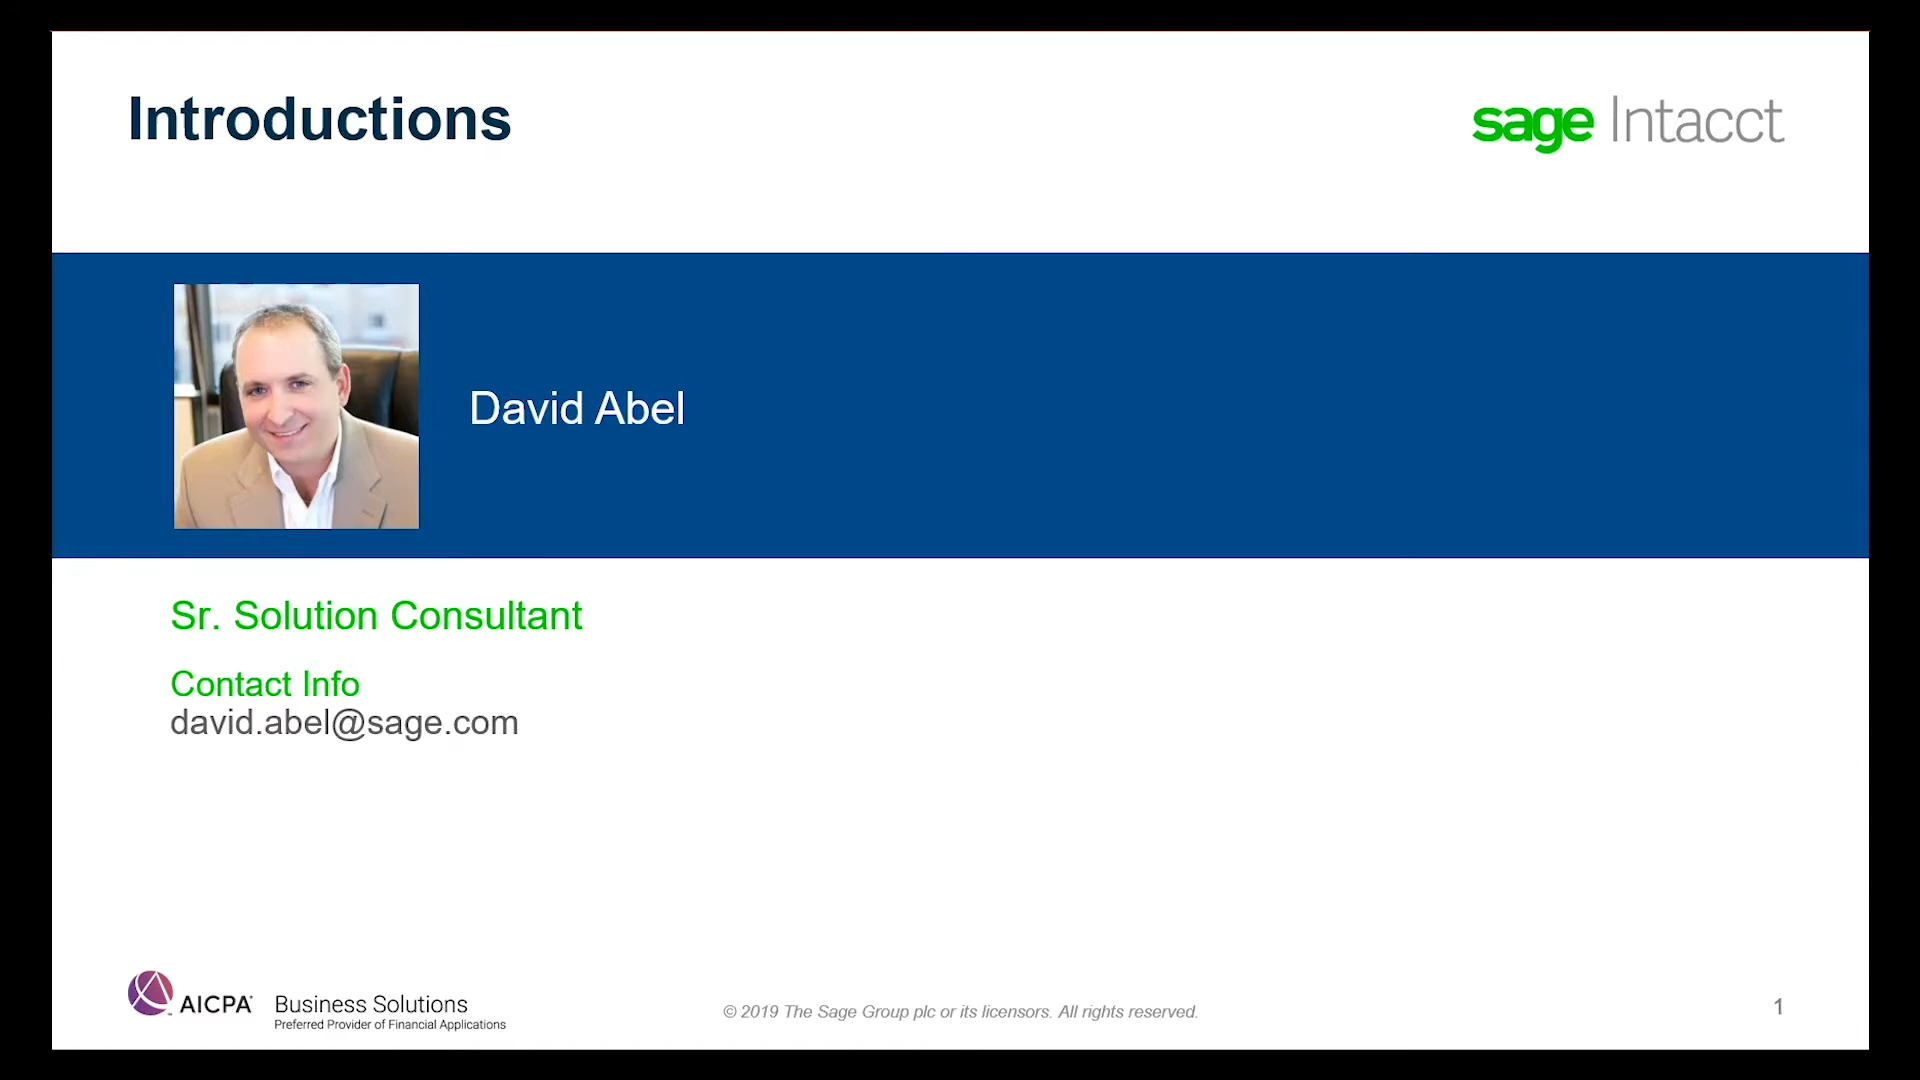 Introductions
sage Intacct
David Abel
Sr. Solution Consultant
Contact Info
david.abel@sage.com
AICPA
Business Solutions
Preferred Provider of Financial Applications
© 2019 The Sage Group plc or its licensors. All rights reserved.
1